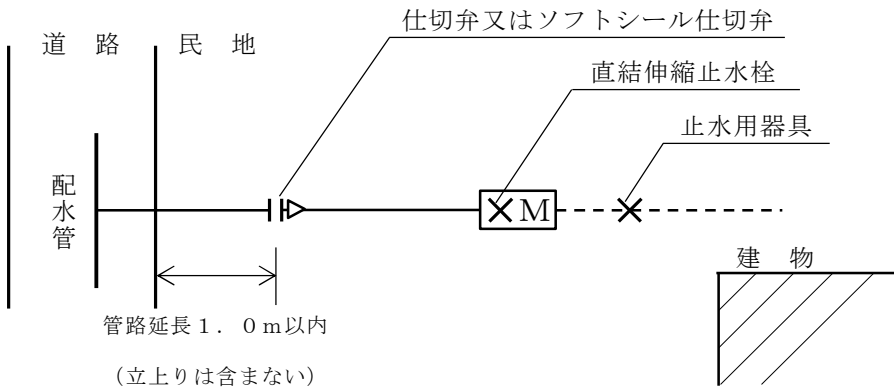 仕切弁又はソフトシール仕切弁
道　路
民　地
直結伸縮止水栓
止水用器具
配水管
M
建　物
管路延長１．０ｍ以内
（立上りは含まない）